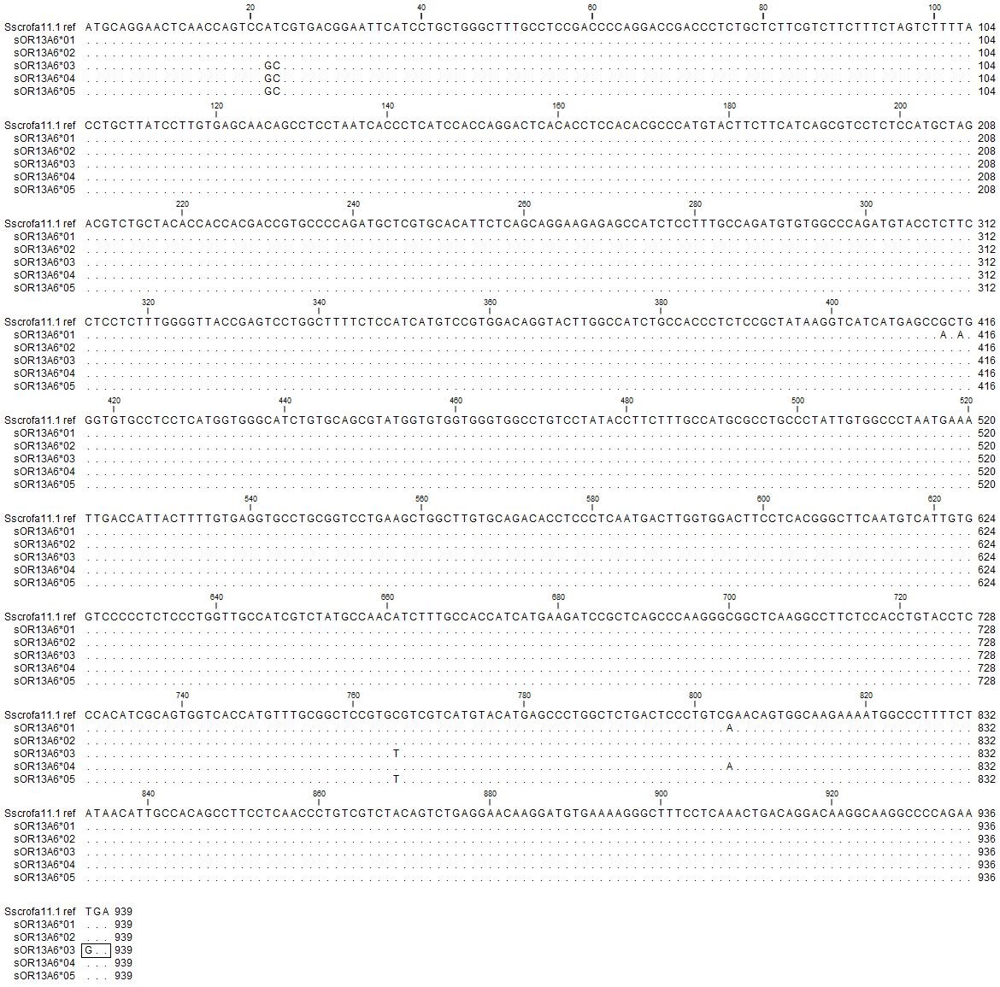 20 40 60 80 100
Sscrofa11.1 ref ATGCAGGAACTCAACCAGTCCATCGTGACGGAATTCATCCTGCTGGGCTTTGCCTCCGACCCCAGGACCGACCCTCTGCTCTTCGTCTTCTTTCTAGTCTTTTA 104
sOR13A6*01 104
sOR13A6*02 104
sOR13A6*03 GC 104
sOR13A6*04 GC 104
sOR13A6*05 GC 104
120 140 160 180 200
Sscrofa11.1 ref CCTGCTTATCCTTGTGAGCAACAGCCTCCTAATCACCCTCATCCACCAGGACTCACACCTCCACACGCCCATGTACTTCTTCATCAGCGTCCTCTCCATGCTAG 208
sOR13A6*01 208
sOR13A6*02 208
sOR13A6*03 208
sOR13A6*04 208
sOR13A6*05 208
220 240 260 280 300
Sscrofa11.1 ref ACGTCTGCTACACCACCACGACCGTGCCCCAGATGCTCGTGCACATTCTCAGCAGGAAGAGAGCCATCTCCTTTGCCAGATGTGTGGCCCAGATGTACCTCTTC 312
sOR13A6*01 312
sOR13A6*02 312
sOR13A6*03 312
sOR13A6*04 312
sOR13A6*05 312
320 340 360 380 400
Sscrofa11.1 ref CTCCTCTTTGGGGTTACCGAGTCCTGGCTTTTCTCCATCATGTCCGTGGACAGGTACTTGGCCATCTGCCACCCTCTCCGCTATAAGGTCATCATGAGCCGCTG 416
sOR13A6*01 A A 416
sOR13A6*02 416
sOR13A6*03 416
sOR13A6*04 416
sOR13A6*05 416
420 440 460 480 500 520
Sscrofa11.1 ref GGTGTGCCTCCTCATGGTGGGCATCTGTGCAGCGTATGGTGTGGTGGGTGGCCTGTCCTATACCTTCTTTGCCATGCGCCTGCCCTATTGTGGCCCTAATGAAA 520
sOR13A6*01 520
sOR13A6*02 520
sOR13A6*03 520
sOR13A6*04 520
sOR13A6*05 520
540 560 580 600 620
Sscrofa11.1 ref TTGACCATTACTTTTGTGAGGTGCCTGCGGTCCTGAAGCTGGCTTGTGCAGACACCTCCCTCAATGACTTGGTGGACTTCCTCACGGGCTTCAATGTCATTGTG 624
sOR13A6*01 624
sOR13A6*02 624
sOR13A6*03 624
sOR13A6*04 624
sOR13A6*05 624
640 660 680 700 720
Sscrofa11.1 ref GTCCCCCTCTCCCTGGTTGCCATCGTCTATGCCAACATCTTTGCCACCATCATGAAGATCCGCTCAGCCCAAGGGCGGCTCAAGGCCTTCTCCACCTGTACCTC 728
sOR13A6*01 728
sOR13A6*02 728
sOR13A6*03 728
sOR13A6*04 728
sOR13A6*05 728
740 760 780 800 820
Sscrofa11.1 ref CCACATCGCAGTGGTCACCATGTTTGCGGCTCCGTGCGTCGTCATGTACATGAGCCCTGGCTCTGACTCCCTGTCGAACAGTGGCAAGAAAATGGCCCTTTTCT 832
sOR13A6*01 A 832
sOR13A6*02 832
sOR13A6*03 T 832
sOR13A6*04 A 832
sOR13A6*05 T 832
840 860 880 900 920
Sscrofa11.1 ref ATAACATTGCCACAGCCTTCCTCAACCCTGTCGTCTACAGTCTGAGGAACAAGGATGTGAAAAGGGCTTTCCTCAAACTGACAGGACAAGGCAAGGCCCCAGAA 936
sOR13A6*01 936
sOR13A6*02 936
sOR13A6*03 936
sOR13A6*04 936
sOR13A6*05 936
Sscrofa11.1 ref TGA 939
sOR13A6*01 . . . 939
sOR13A6*02 . . . 939
sOR13A6*03 G . . 939
sOR13A6*04 . . . 939
sOR13A6*05 . . . 939